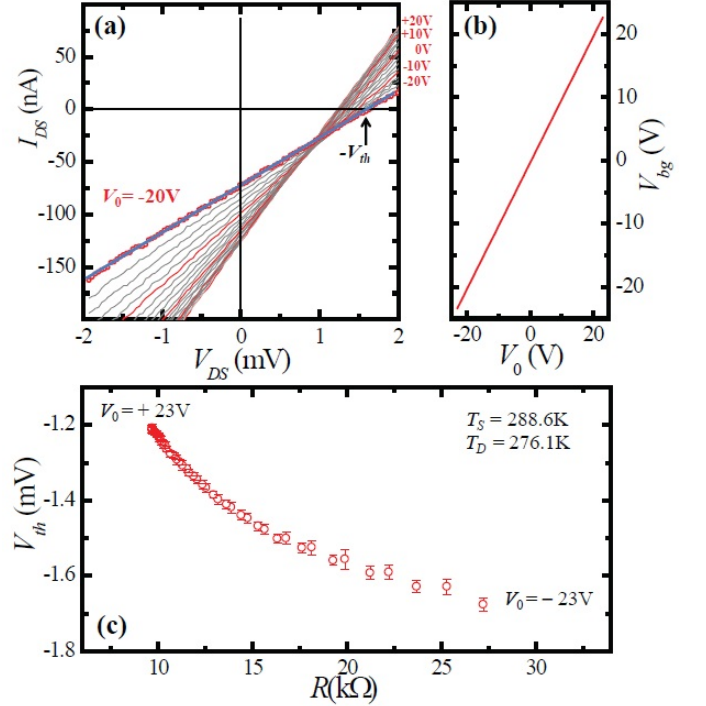 (a)
+20V
+10V
0V
-10V
-20V
50
0
-50
-100
-150
I_DS (nA)
-V_th
V_0 = -20V
-2 -1 0 1 2
V_DS (mV)
(b)
20
10
0
-10
-20
V_bg (V)
-20 0 20
V_0 (V)
V_0 = + 23V
T_S = 288.6K
T_D = 276.1K
-1.2
-1.4
-1.6
-1.8
V_th (mV)
V_0 = − 23V
(c)
10 15 20 25 30
R(kΩ)